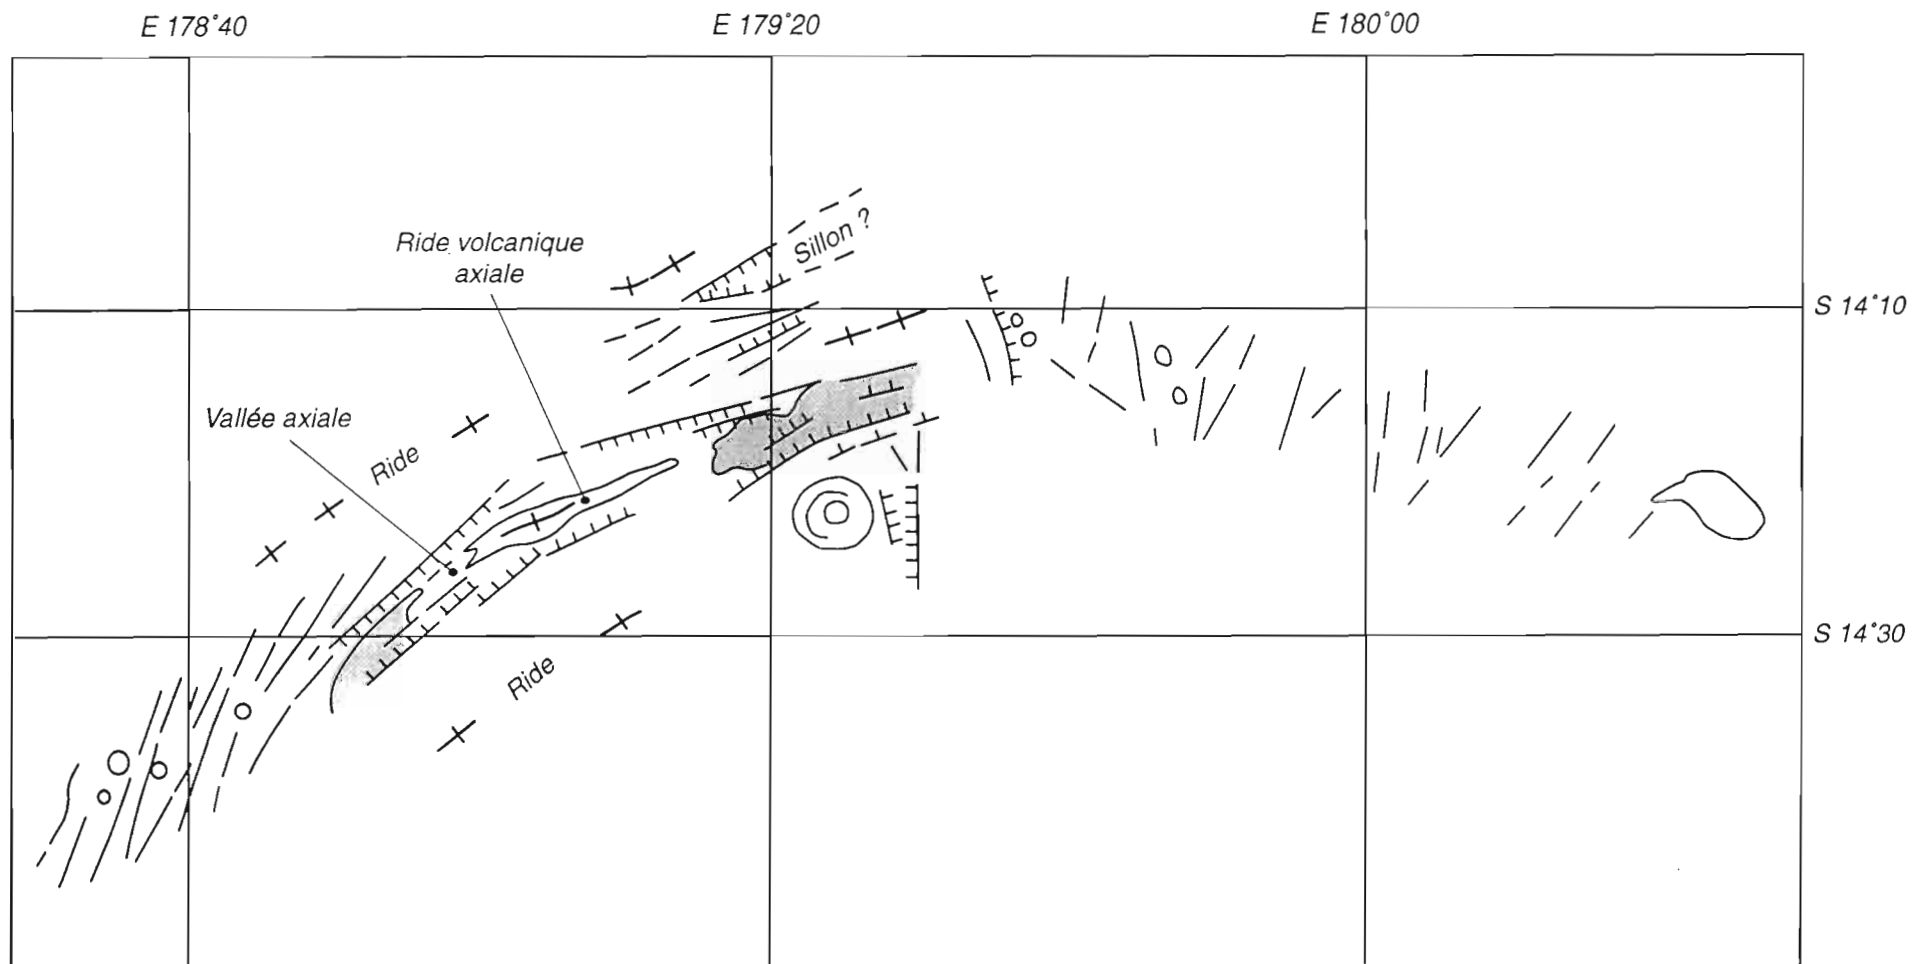 E 178°40
E 179°20
E 180°00
Sillon ?
Ride volcanique
axiale
S 14°10
Vallée axiale
Ride
S 14°30
Ride